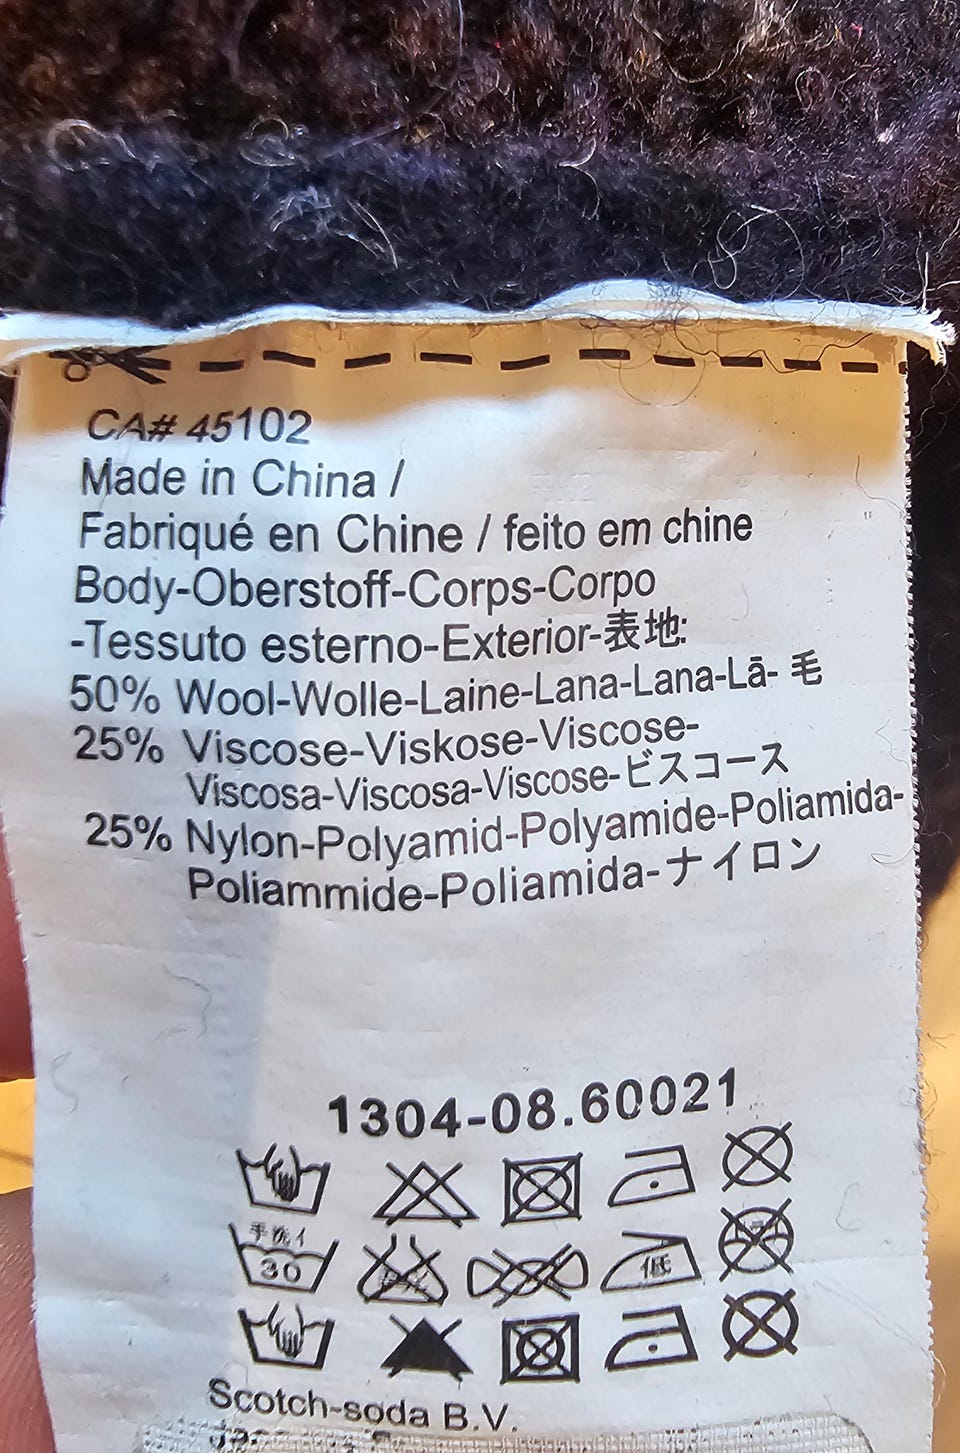 CA# 45102
Made in China /
Fabriqué en Chine / feito em chine
Body-Oberstoff-Corps-Corpo
-Tessuto esterno-Exterior-表地:
50% Wool-Wolle-Laine-Lana-Lana-Lā- 毛
25% Viscose-Viskose-Viscose-
Viscosa-Viscosa-Viscose-ビスコース
25% Nylon-Polyamid-Polyamide-Poliamida-
Poliammide-Poliamida-ナイロン
1304-08.60021
手洗イ
30
低
Scotch-soda B.V.